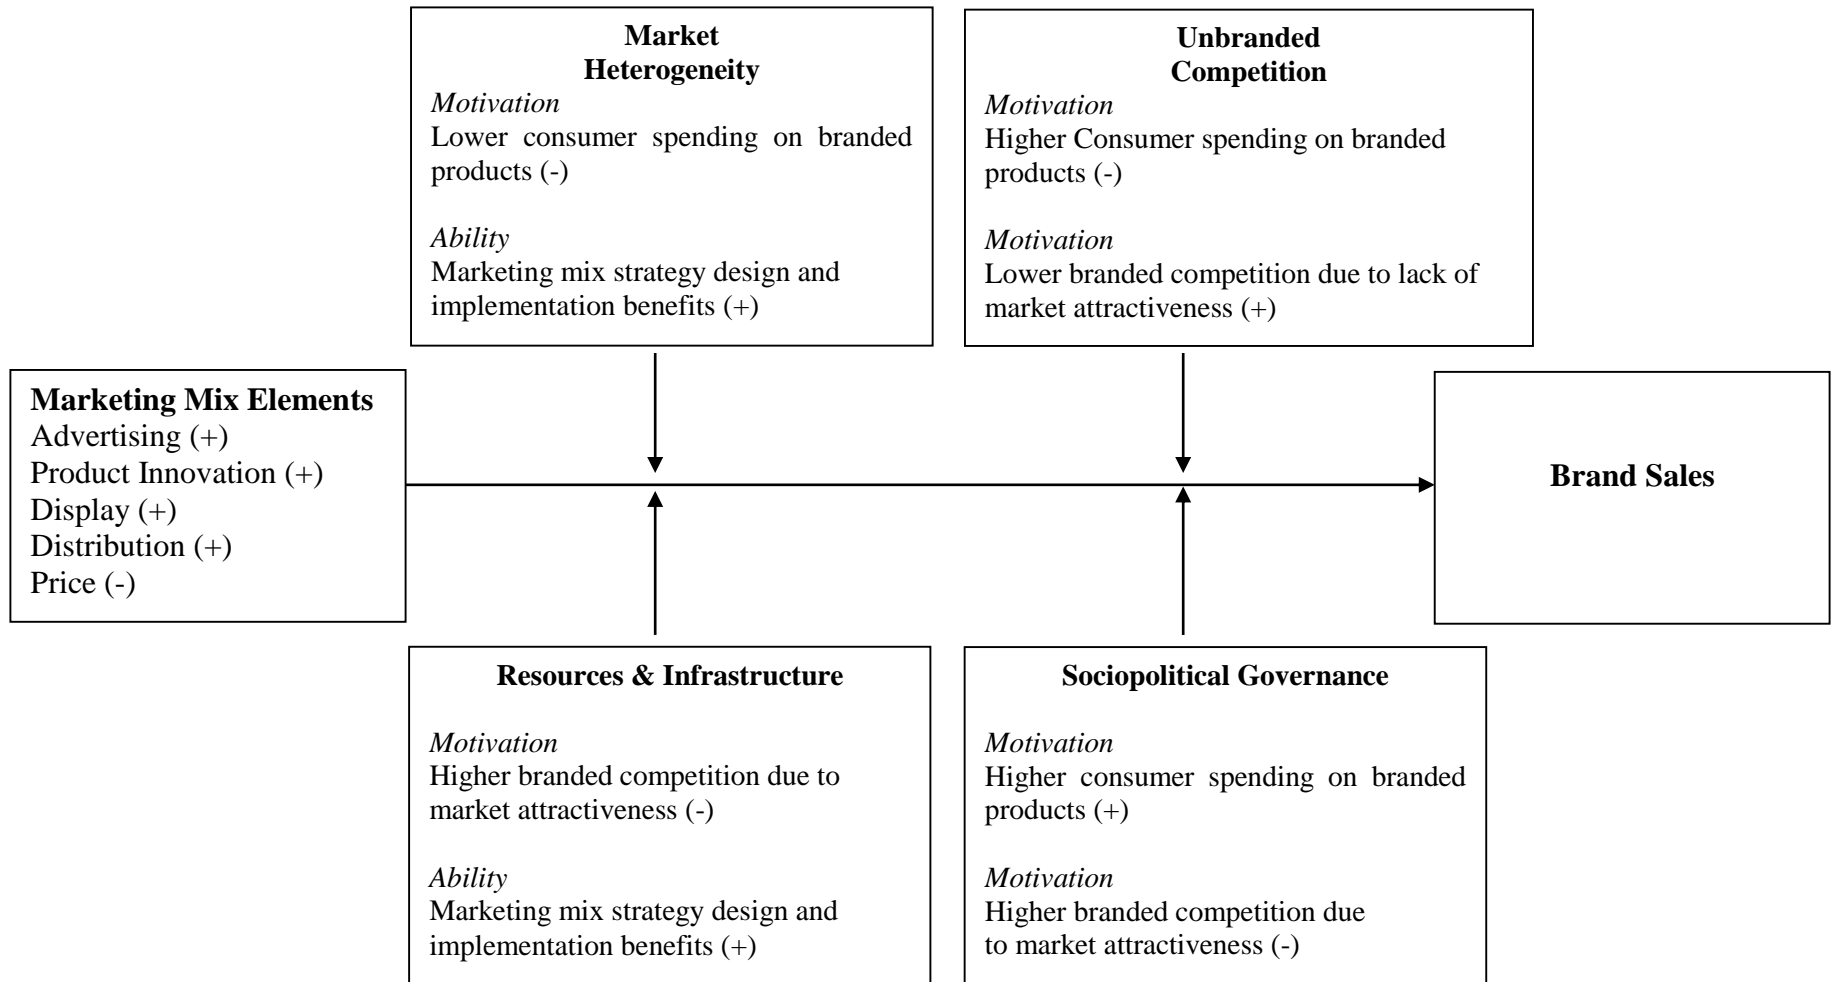 Market
Heterogeneity
Motivation
Lower consumer spending on branded
products (-)
Ability
Marketing mix strategy design and
implementation benefits (+)
Unbranded
Competition
Motivation
Higher Consumer spending on branded
products (-)
Motivation
Lower branded competition due to lack of
market attractiveness (+)
Marketing Mix Elements
Advertising (+)
Product Innovation (+)
Display (+)
Distribution (+)
Price (-)
Brand Sales
Resources & Infrastructure
Motivation
Higher branded competition due to
market attractiveness (-)
Ability
Marketing mix strategy design and
implementation benefits (+)
Sociopolitical Governance
Motivation
Higher consumer spending on branded
products (+)
Motivation
Higher branded competition due
to market attractiveness (-)